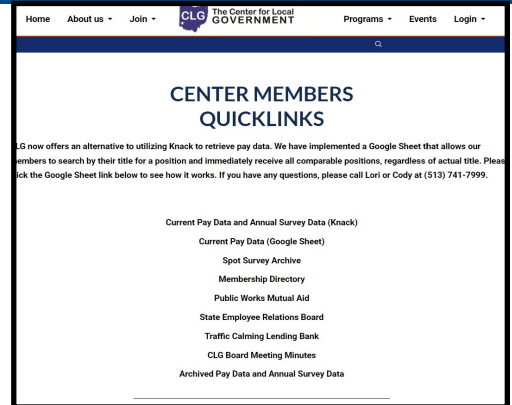 Home About us Join CLG The Center for Local GOVERNMENT Programs Events Login
CENTER MEMBERS
QUICKLINKS
LG now offers an alternative to utilizing Knack to retrieve pay data. We have implemented a Google Sheet that allows our
embers to search by their title for a position and immediately receive all comparable positions, regardless of actual title. Pleas
ick the Google Sheet link below to see how it works. If you have any questions, please call Lori or Cody at (513) 741-7999.
Current Pay Data and Annual Survey Data (Knack)
Current Pay Data (Google Sheet)
Spot Survey Archive
Membership Directory
Public Works Mutual Aid
State Employee Relations Board
Traffic Calming Lending Bank
CLG Board Meeting Minutes
Archived Pay Data and Annual Survey Data